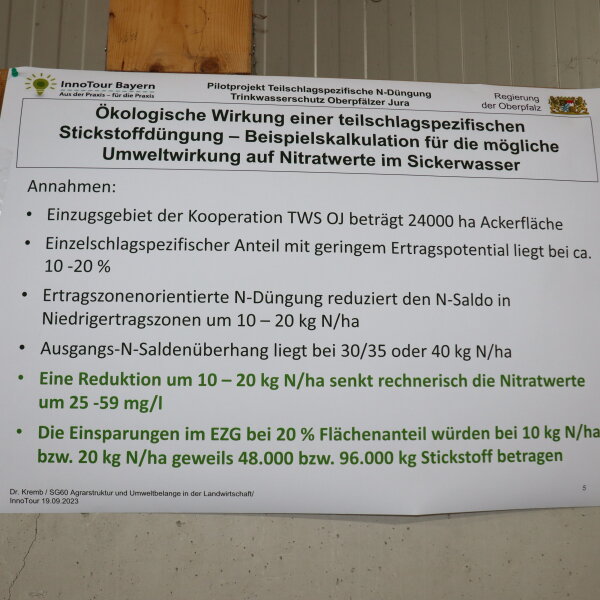 InnoTour Bayern
Aus der Praxis – für die Praxis
Pilotprojekt Teilschlagspezifische N-Düngung
Trinkwasserschutz Oberpfälzer Jura
Regierung
der Oberpfalz
Ökologische Wirkung einer teilschlagspezifischen
Stickstoffdüngung – Beispielskalkulation für die mögliche
Umweltwirkung auf Nitratwerte im Sickerwasser
Annahmen:
• Einzugsgebiet der Kooperation TWS OJ beträgt 24000 ha Ackerfläche
• Einzelschlagspezifischer Anteil mit geringem Ertragspotential liegt bei ca.
10 -20 %
• Ertragszonenorientierte N-Düngung reduziert den N-Saldo in
Niedrigertragszonen um 10 – 20 kg N/ha
• Ausgangs-N-Saldenüberhang liegt bei 30/35 oder 40 kg N/ha
• Eine Reduktion um 10 – 20 kg N/ha senkt rechnerisch die Nitratwerte
um 25 -59 mg/l
• Die Einsparungen im EZG bei 20 % Flächenanteil würden bei 10 kg N/ha
bzw. 20 kg N/ha geweils 48.000 bzw. 96.000 kg Stickstoff betragen
Dr. Kremb / SG60 Agrarstruktur und Umweltbelange in der Landwirtschaft/
InnoTour 19.09.2023
5